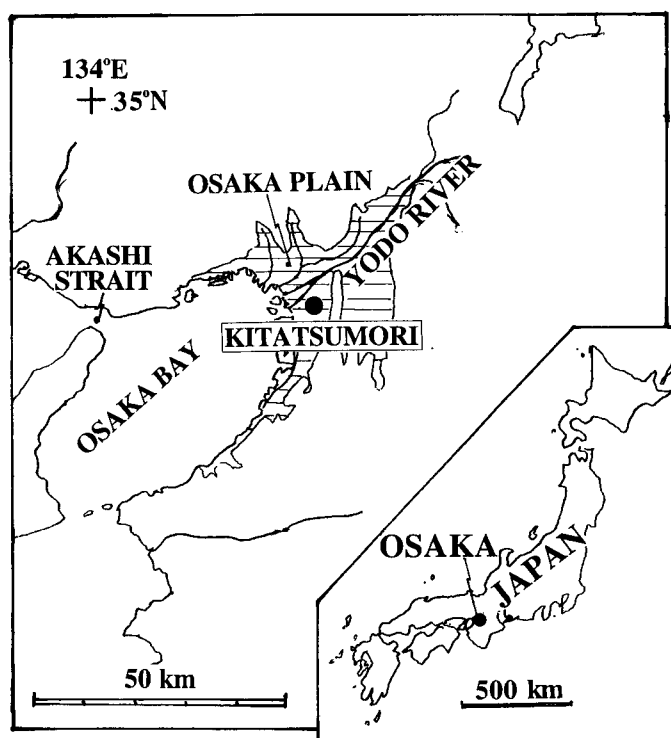 134°E
35°N
OSAKA PLAIN
YODO RIVER
AKASHI
STRAIT
KITATSUMORI
OSAKA BAY
OSAKA
JAPAN
50 km
500 km